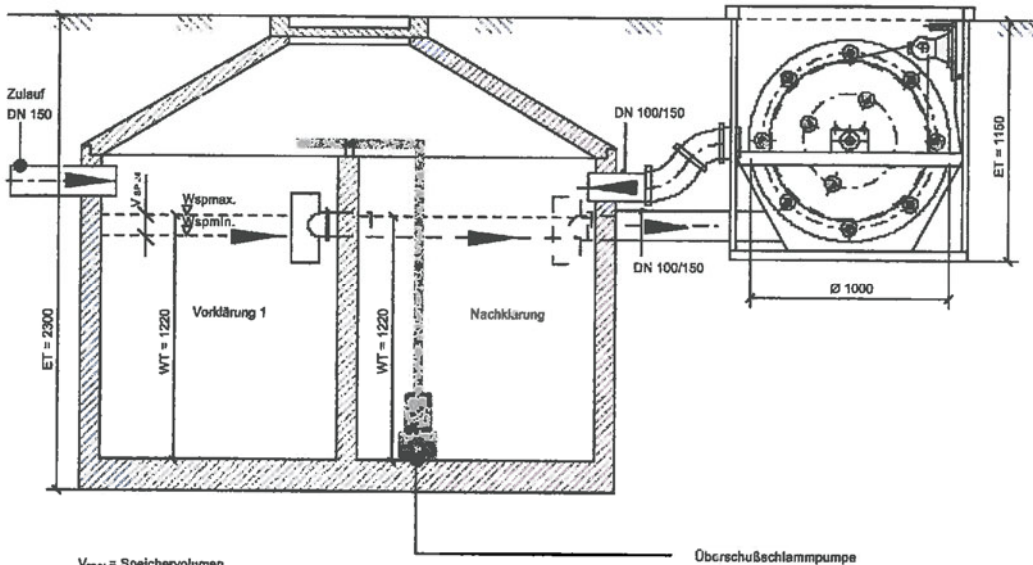 Zulauf
DN 150
DN 100/150
ET = 1150
Wspmax.
Wspmin.
DN 100/150
Ø 1000
Vorklärung 1
Nachklärung
ET = 2300
WT = 1220
WT = 1220
= Speichervolumen
Überschußschlammpumpe